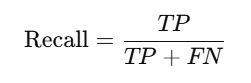 Recall = TP / (TP + FN)